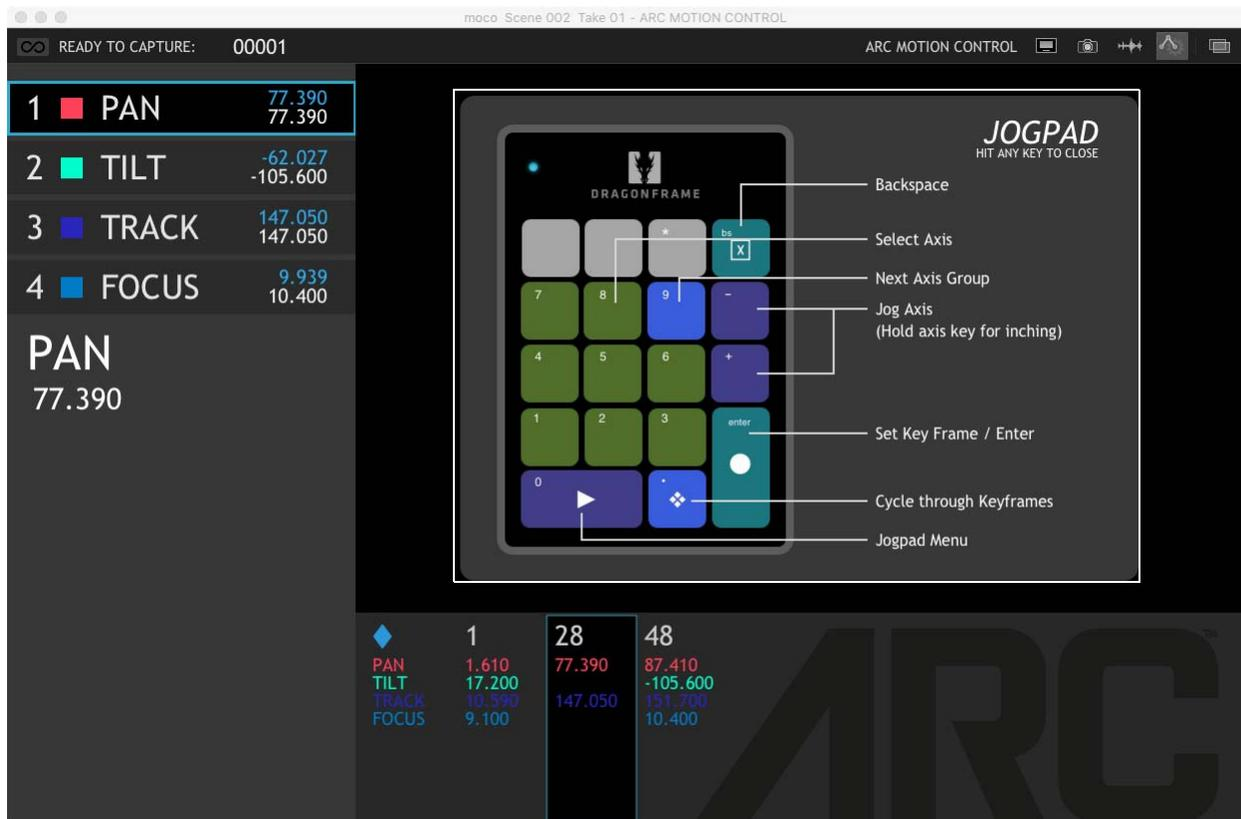 moco Scene 002 Take 01 - ARC MOTION CONTROL
READY TO CAPTURE: 00001
ARC MOTION CONTROL
1 PAN 77.390
77.390
2 TILT -62.027
-105.600
3 TRACK 147.050
147.050
4 FOCUS 9.939
10.400
PAN
77.390
JOGPAD
HIT ANY KEY TO CLOSE
DRAGONFRAME
* bs
X
7 8 9 -
4 5 6 +
1 2 3 enter
0 .
Backspace
Select Axis
Next Axis Group
Jog Axis
(Hold axis key for inching)
Set Key Frame / Enter
Cycle through Keyframes
Jogpad Menu
1 28 48
PAN 1.610 77.390 87.410
TILT 17.200 -105.600
TRACK 10.590 147.050 151.700
FOCUS 9.100 10.400
ARC
TM